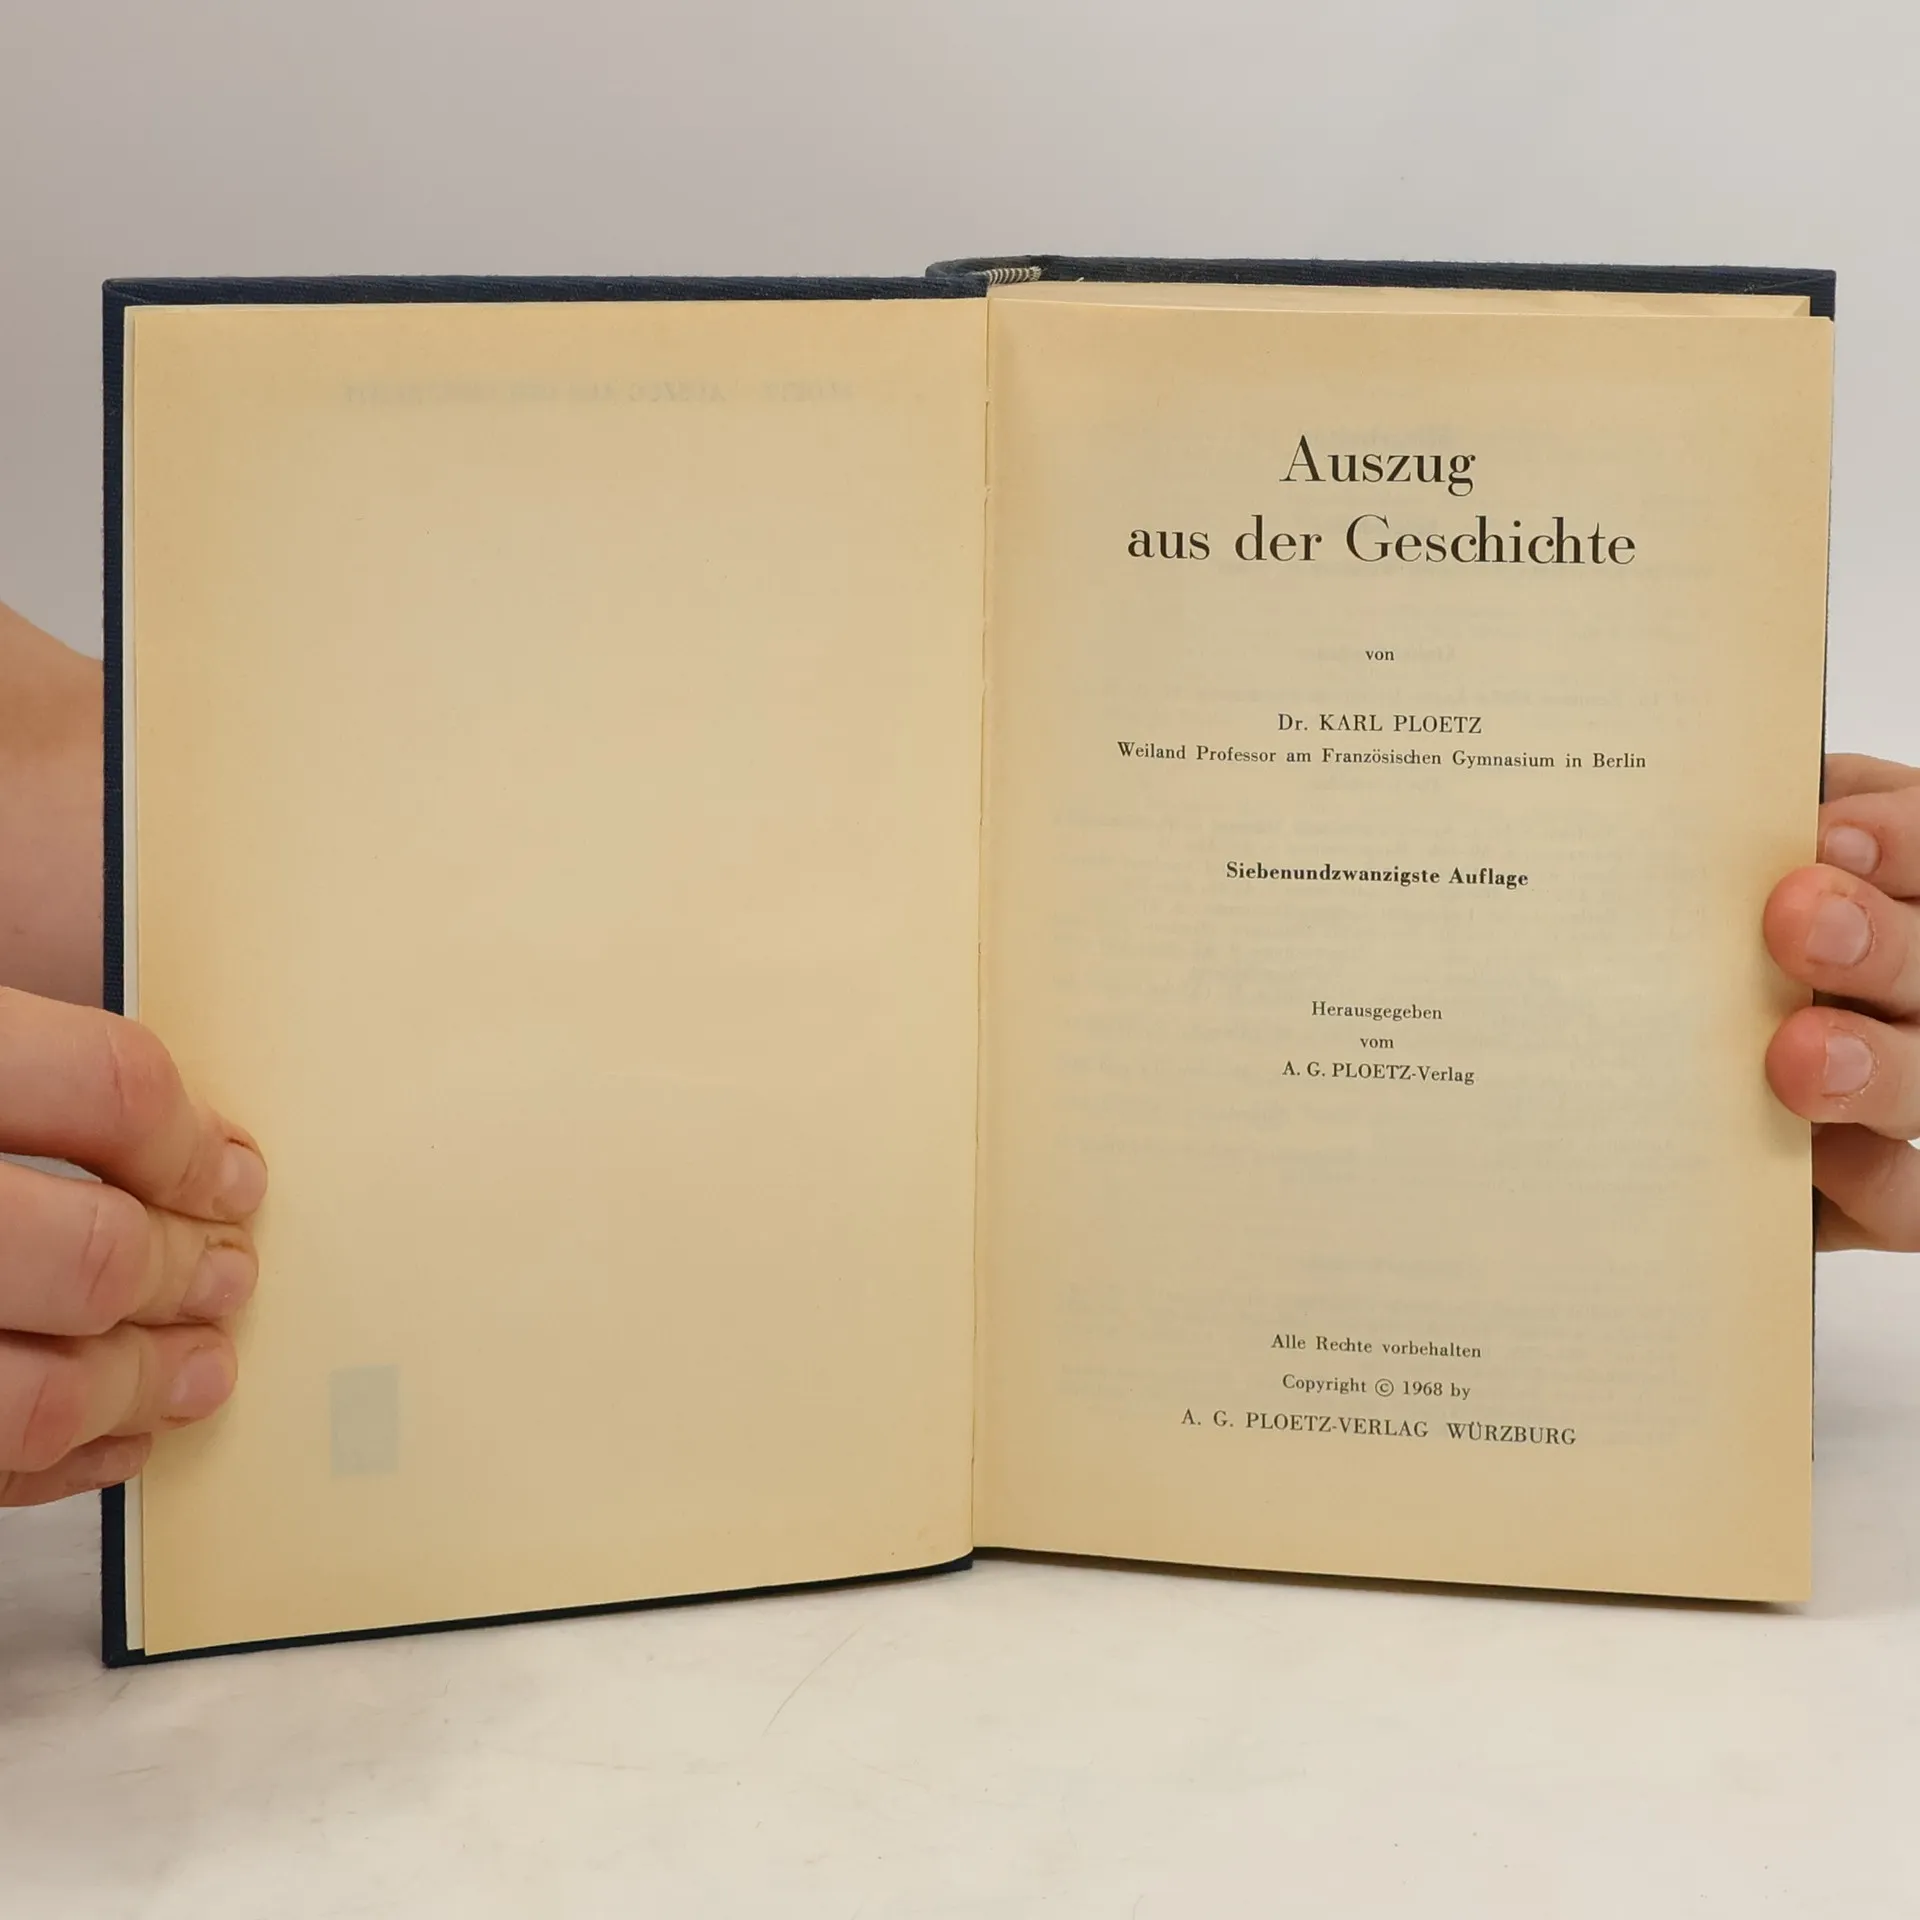 Auszug
aus der Geschichte
von
Dr. KARL PLOETZ
Weiland Professor am Französischen Gymnasium in Berlin
Siebenundzwanzigste Auflage
Herausgegeben
vom
A. G. PLOETZ-Verlag
Alle Rechte vorbehalten
Copyright © 1968 by
A. G. PLOETZ-VERLAG WÜRZBURG